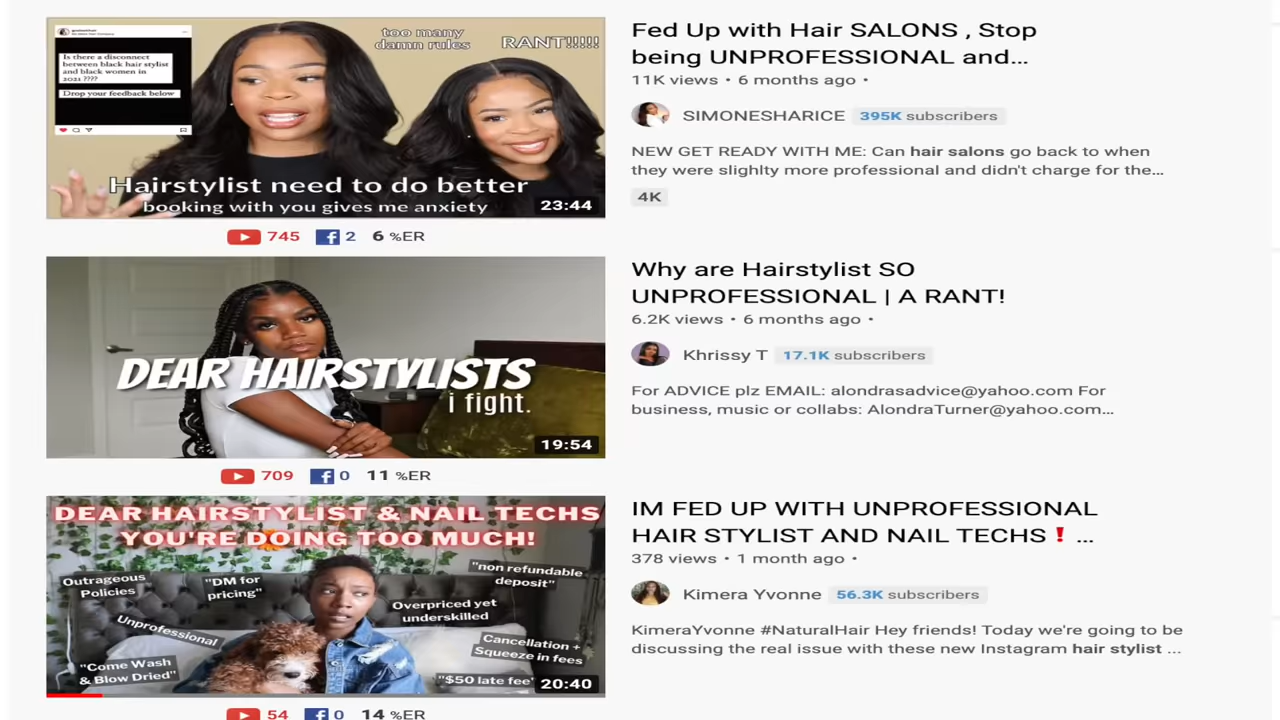 too many
damn rules
RANT!!!!!
Is there a disconnect
between black hair stylist
and black women in
2021 ????
Drop your feedback below
Hairstylist need to do better
booking with you gives me anxiety
23:44
745
2
6 %ER
Fed Up with Hair SALONS , Stop
being UNPROFESSIONAL and...
11K views • 6 months ago •
SIMONESHARICE 395K subscribers
NEW GET READY WITH ME: Can hair salons go back to when
they were slighlty more professional and didn't charge for the...
4K
DEAR HAIRSTYLISTS
i fight.
19:54
709
0
11 %ER
Why are Hairstylist SO
UNPROFESSIONAL | A RANT!
6.2K views • 6 months ago •
Khrissy T 17.1K subscribers
For ADVICE plz EMAIL: alondrasadvice@yahoo.com For
business, music or collabs: AlondraTurner@yahoo.com...
DEAR HAIRSTYLIST & NAIL TECHS
YOU'RE DOING TOO MUCH!
Outrageous
Policies
"DM for
pricing"
"non refundable
deposit"
Overpriced yet
underskilled
Unprofessional
Cancellation +
Squeeze in fees
"Come Wash
& Blow Dried"
"$50 late fee"
20:40
54
0
14 %ER
IM FED UP WITH UNPROFESSIONAL
HAIR STYLIST AND NAIL TECHS❗ ...
378 views • 1 month ago •
Kimera Yvonne 56.3K subscribers
KimeraYvonne #NaturalHair Hey friends! Today we're going to be
discussing the real issue with these new Instagram hair stylist ...